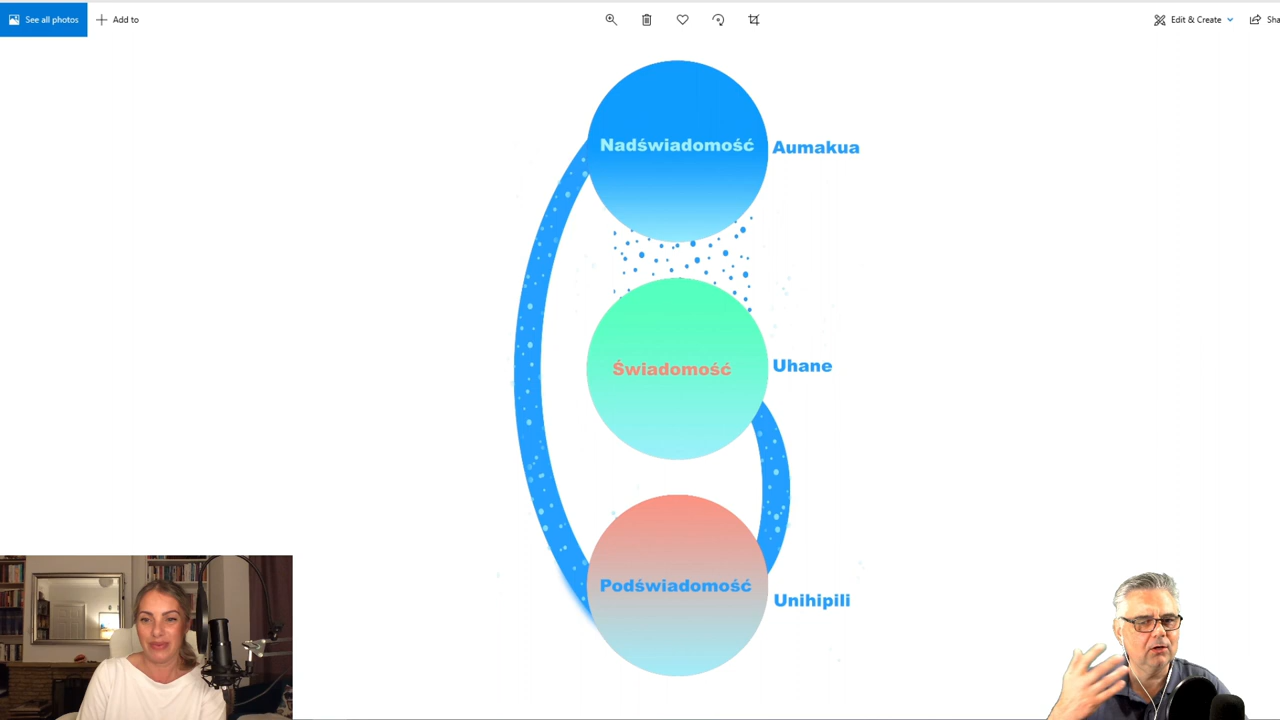 See all photos
Add to
Edit & Create
Sha
Nadświadomość
Aumakua
Świadomość
Uhane
Podświadomość
Unihipili